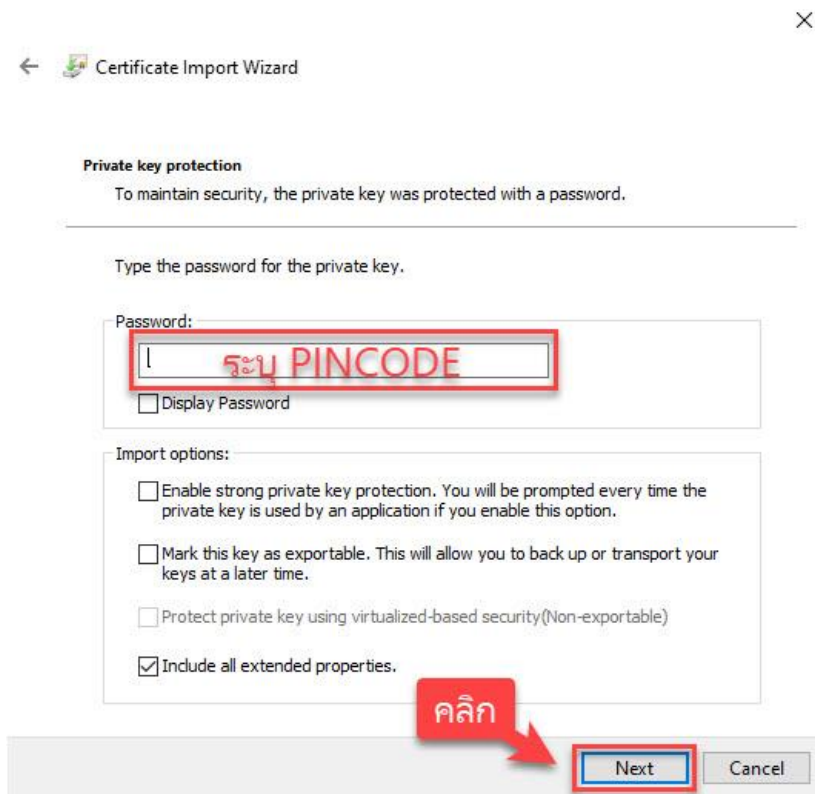 Certificate Import Wizard
Private key protection
To maintain security, the private key was protected with a password.
Type the password for the private key.
Password:
ระบุ PINCODE
Display Password
Import options:
Enable strong private key protection. You will be prompted every time the
private key is used by an application if you enable this option.
Mark this key as exportable. This will allow you to back up or transport your
keys at a later time.
Protect private key using virtualized-based security(Non-exportable)
Include all extended properties.
คลิก
Next
Cancel